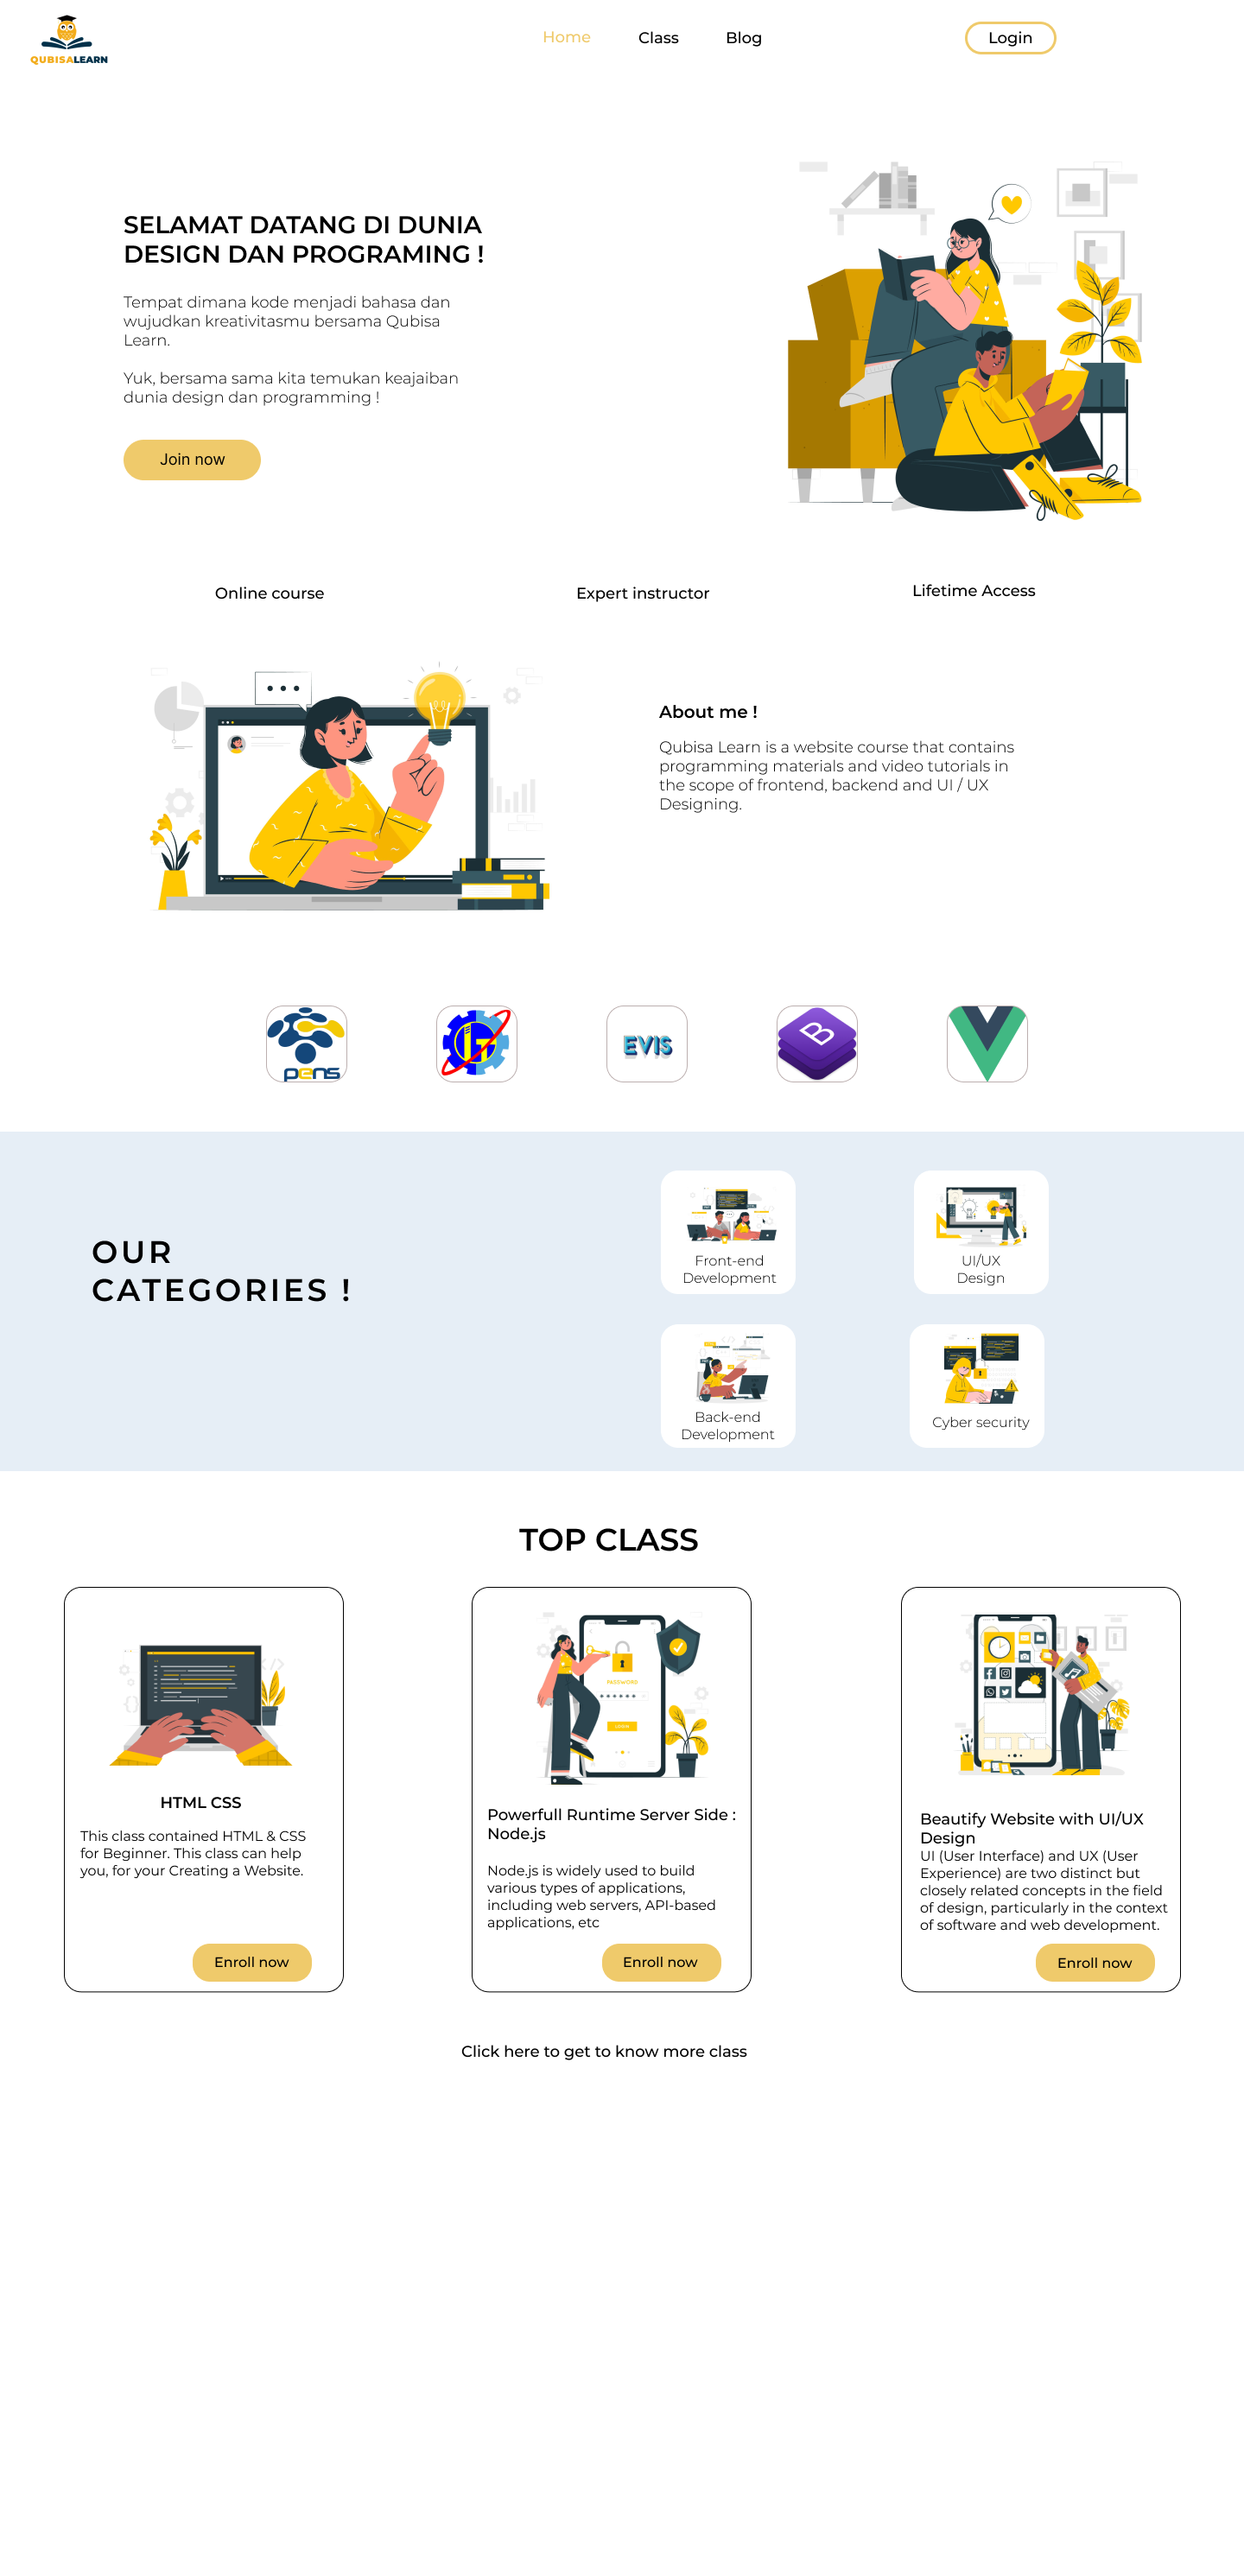 QUBISALEARN
Home
Class
Blog
Login
SELAMAT DATANG DI DUNIA
DESIGN DAN PROGRAMING !
Tempat dimana kode menjadi bahasa dan
wujudkan kreativitasmu bersama Qubisa
Learn.
Yuk, bersama sama kita temukan keajaiban
dunia design dan programming !
Join now
Online course
Expert instructor
Lifetime Access
About me !
Qubisa Learn is a website course that contains
programming materials and video tutorials in
the scope of frontend, backend and UI / UX
Designing.
pens
EVIS
B
OUR
CATEGORIES !
Front-end
Development
UI/UX
Design
Back-end
Development
Cyber security
TOP CLASS
HTML CSS
This class contained HTML & CSS
for Beginner. This class can help
you, for your Creating a Website.
Enroll now
PASSWORD
Powerfull Runtime Server Side :
Node.js
Node.js is widely used to build
various types of applications,
including web servers, API-based
applications, etc
Enroll now
Beautify Website with UI/UX
Design
UI (User Interface) and UX (User
Experience) are two distinct but
closely related concepts in the field
of design, particularly in the context
of software and web development.
Enroll now
Click here to get to know more class